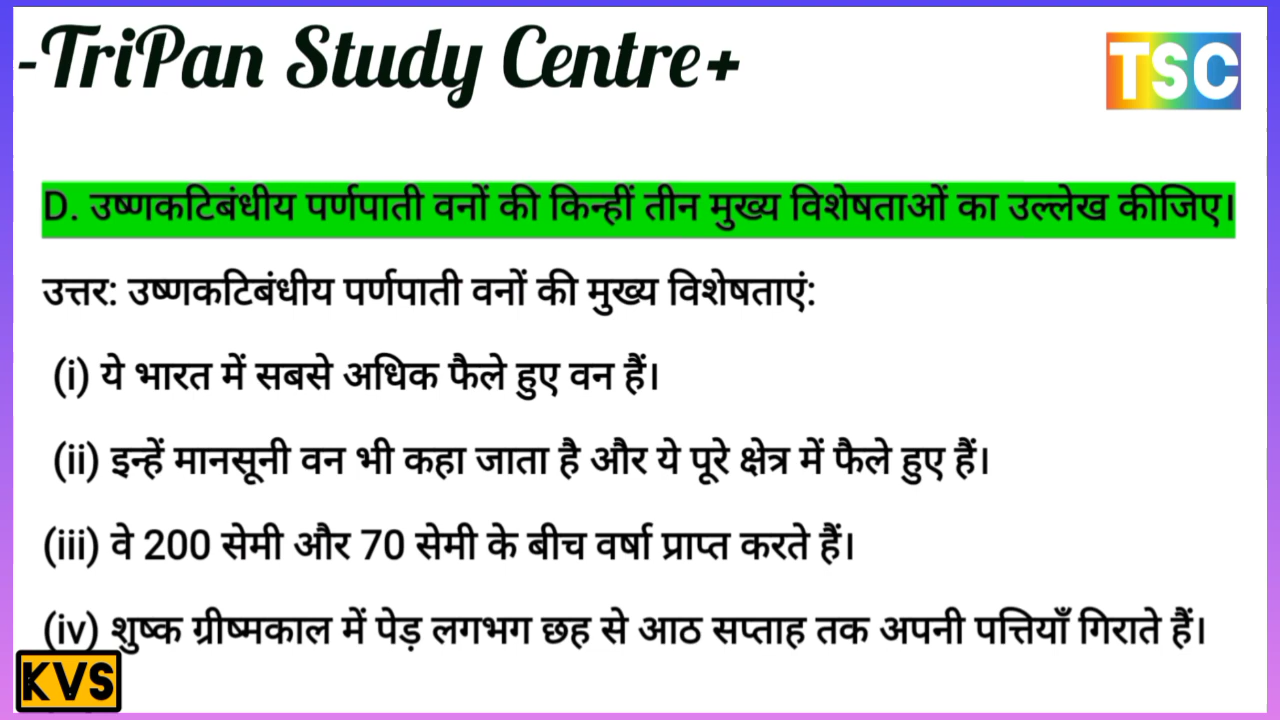 -TriPan Study Centre+
TSC
D. उष्णकटिबंधीय पर्णपाती वनों की किन्हीं तीन मुख्य विशेषताओं का उल्लेख कीजिए।
उत्तर: उष्णकटिबंधीय पर्णपाती वनों की मुख्य विशेषताएं:
(i) ये भारत में सबसे अधिक फैले हुए वन हैं।
(ii) इन्हें मानसूनी वन भी कहा जाता है और ये पूरे क्षेत्र में फैले हुए हैं।
(iii) वे 200 सेमी और 70 सेमी के बीच वर्षा प्राप्त करते हैं।
(iv) शुष्क ग्रीष्मकाल में पेड़ लगभग छह से आठ सप्ताह तक अपनी पत्तियाँ गिराते हैं।
KVS